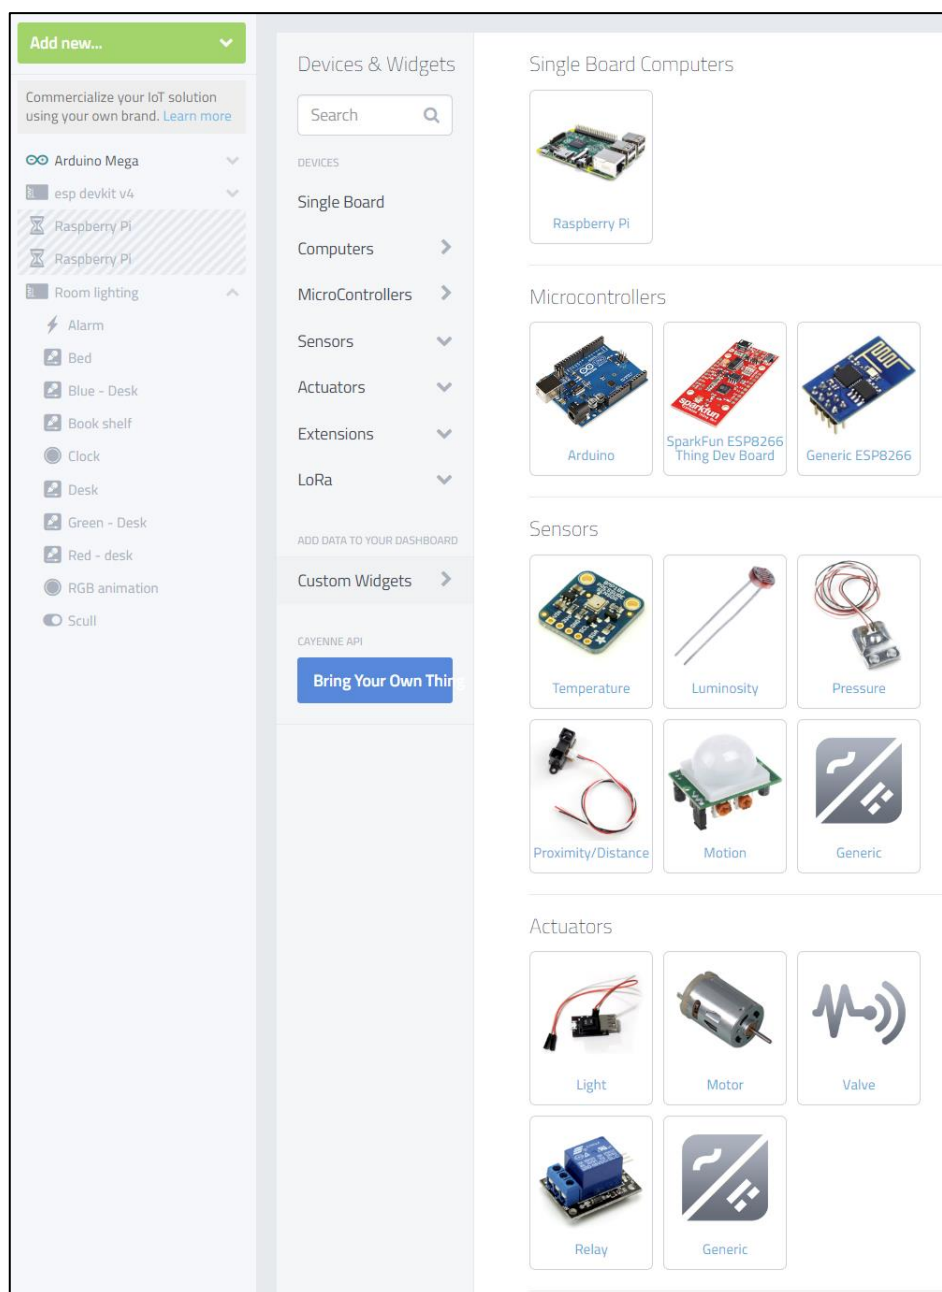 Add new...
Commercialize your IoT solution
using your own brand. Learn more
Arduino Mega
esp devkit v4
Raspberry Pi
Raspberry Pi
Room lighting
Alarm
Bed
Blue - Desk
Book shelf
Clock
Desk
Green - Desk
Red - desk
RGB animation
Scull
Devices & Widgets
Search
DEVICES
Single Board
Computers
MicroControllers
Sensors
Actuators
Extensions
LoRa
ADD DATA TO YOUR DASHBOARD
Custom Widgets
CAYENNE API
Bring Your Own Thing
Single Board Computers
Raspberry Pi
Microcontrollers
Arduino
sparkfun
SparkFun ESP8266
Thing Dev Board
Generic ESP8266
Sensors
Temperature
Luminosity
Pressure
Proximity/Distance
Motion
Generic
Actuators
Light
Motor
Valve
Relay
Generic